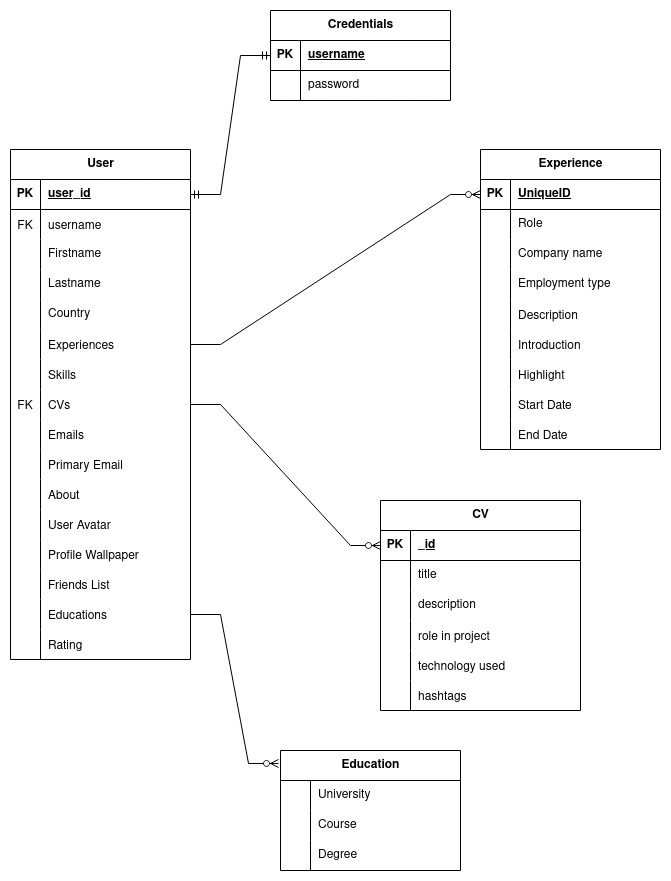 Credentials
PK username
password
User
PK user_id
FK username
Firstname
Lastname
Country
Experiences
Skills
FK CVs
Emails
Primary Email
About
User Avatar
Profile Wallpaper
Friends List
Educations
Rating
Experience
PK UniqueID
Role
Company name
Employment type
Description
Introduction
Highlight
Start Date
End Date
CV
PK _id
title
description
role in project
technology used
hashtags
Education
University
Course
Degree